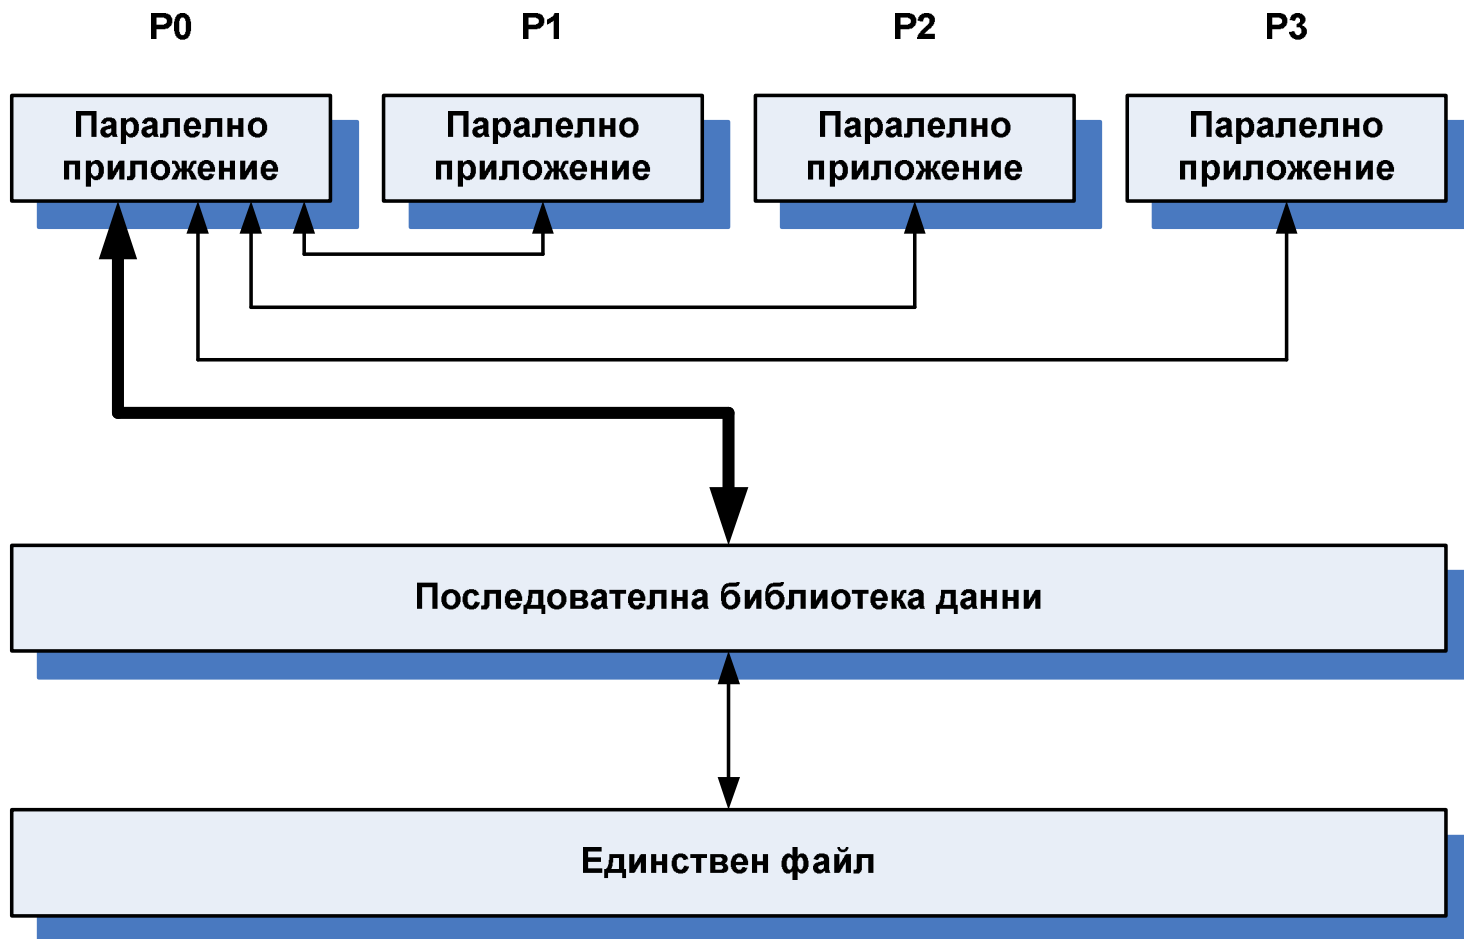 P0 P1 P2 P3
Паралелно
приложение
Паралелно
приложение
Паралелно
приложение
Паралелно
приложение
Последователна библиотека данни
Единствен файл